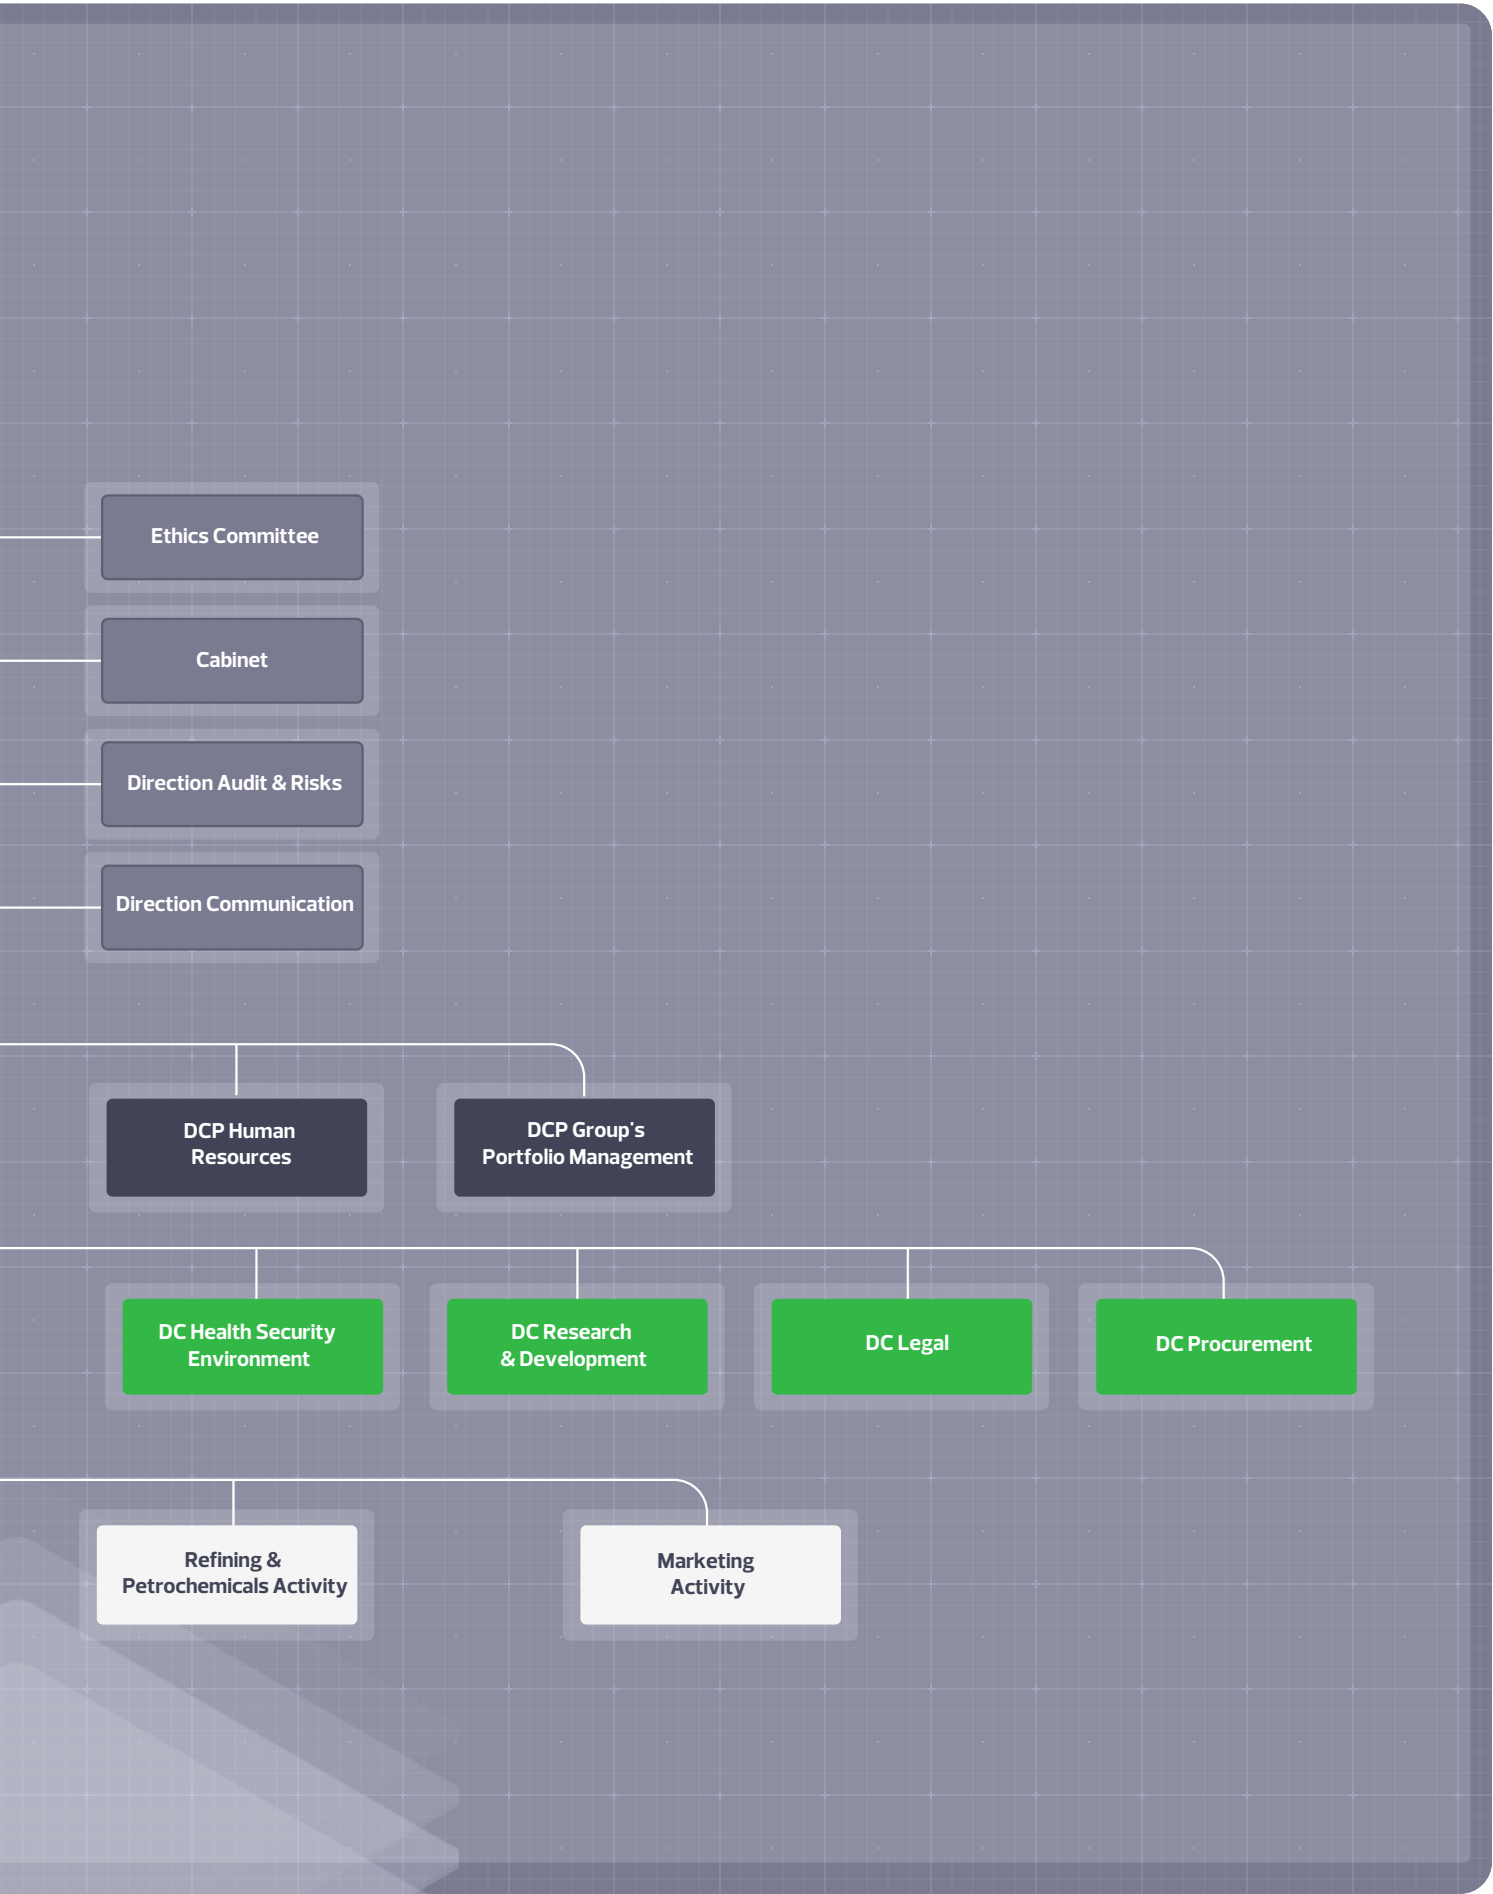 Ethics Committee
Cabinet
Direction Audit & Risks
Direction Communication
DCP Human
Resources
DCP Group's
Portfolio Management
DC Health Security
Environment
DC Research
& Development
DC Legal
DC Procurement
Refining &
Petrochemicals Activity
Marketing
Activity